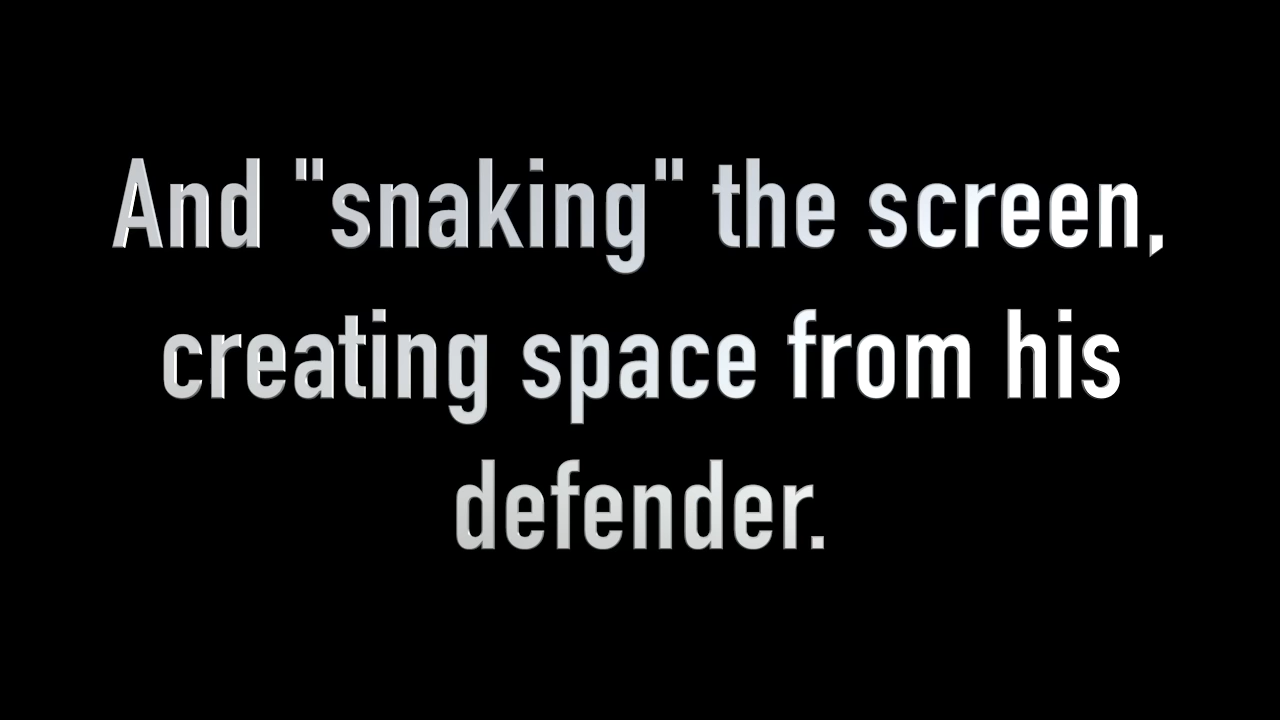 And "snaking" the screen,
creating space from his
defender.